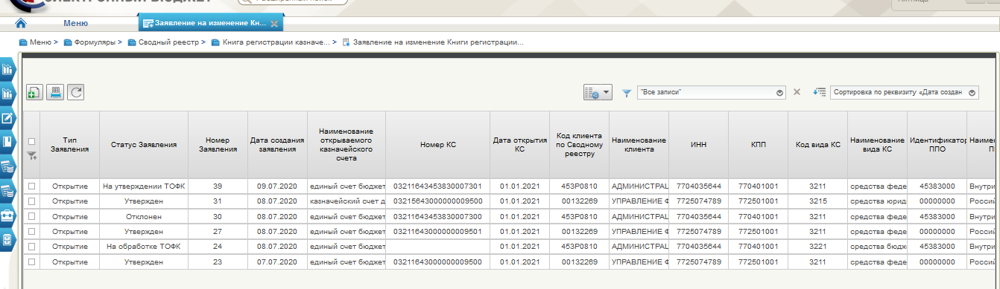 ЭЛЕКТРОННЫЙ БЮДЖЕТ
Расширенный поиск
Пятница
Меню
Заявление на изменение Кн...
Меню > Формуляры > Сводный реестр > Книга регистрации казначе... > Заявление на изменение Книги регистрации...
"Все записи"
Сортировка по реквизиту «Дата создан
Тип Заявления Статус Заявления Номер Заявления Дата создания заявления Наименование открываемого казначейского счета Номер КС Дата открытия КС Код клиента по Сводному реестру Наименование клиента ИНН КПП Код вида КС Наименование вида КС Идентификатор ППО Наимен
Открытие На утверждении ТОФК 39 09.07.2020 единый счет бюджет 03211643453830007301 01.01.2021 453Р0810 АДМИНИСТРАЦ 7704035644 770401001 3211 средства феде 45383000 Внутри
Открытие Утвержден 31 08.07.2020 казначейский счет д 03215643000000009500 01.01.2021 00132269 УПРАВЛЕНИЕ Ф 7725074789 772501001 3215 средства юрид 00000000 Россий
Открытие Отклонен 30 08.07.2020 единый счет бюджет 03211643453830007300 01.01.2021 453Р0810 АДМИНИСТРАЦ 7704035644 770401001 3211 средства феде 45383000 Внутри
Открытие Утвержден 27 08.07.2020 единый счет бюджет 03211643000000009501 01.01.2021 00132269 УПРАВЛЕНИЕ Ф 7725074789 772501001 3211 средства феде 00000000 Россий
Открытие На обработке ТОФК 24 08.07.2020 единый счет бюджет 01.01.2021 453Р0810 АДМИНИСТРАЦ 7704035644 770401001 3221 средства бюдж 45383000 Внутри
Открытие Утвержден 23 07.07.2020 единый счет бюджет 03211643000000009500 01.01.2021 00132269 УПРАВЛЕНИЕ Ф 7725074789 772501001 3211 средства феде 00000000 Россий